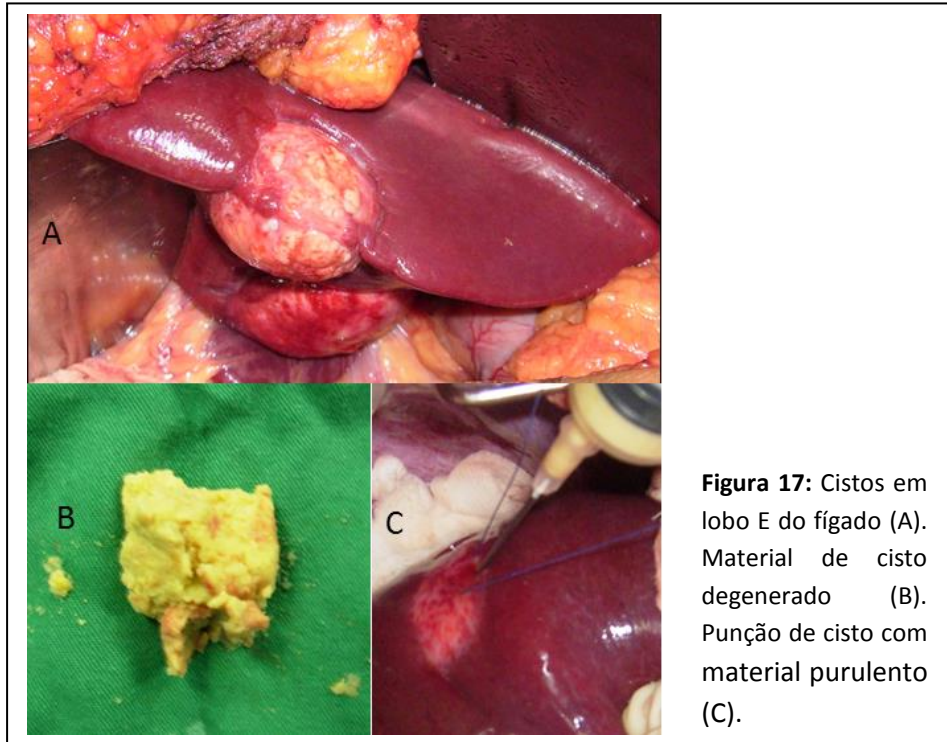 A
B
C
Figura 17: Cistos em
lobo E do fígado (A).
Material de cisto
degenerado (B).
Punção de cisto com
material purulento
(C).